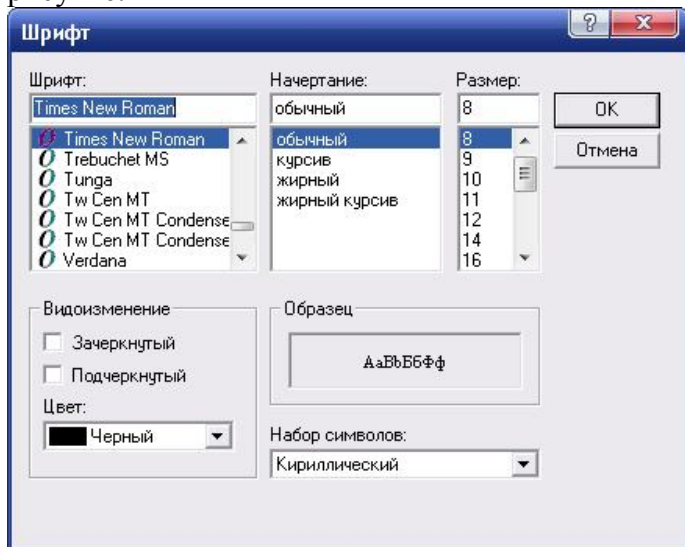 Шрифт
Шрифт:
Times New Roman
Times New Roman
Trebuchet MS
Tunga
Tw Cen MT
Tw Cen MT Condense
Tw Cen MT Condense
Verdana
Начертание:
обычный
обычный
курсив
жирный
жирный курсив
Размер:
8
8
9
10
11
12
14
16
OK
Отмена
Видоизменение
Зачеркнутый
Подчеркнутый
Цвет:
Черный
Образец
АаВЬБбФф
Набор символов:
Кириллический